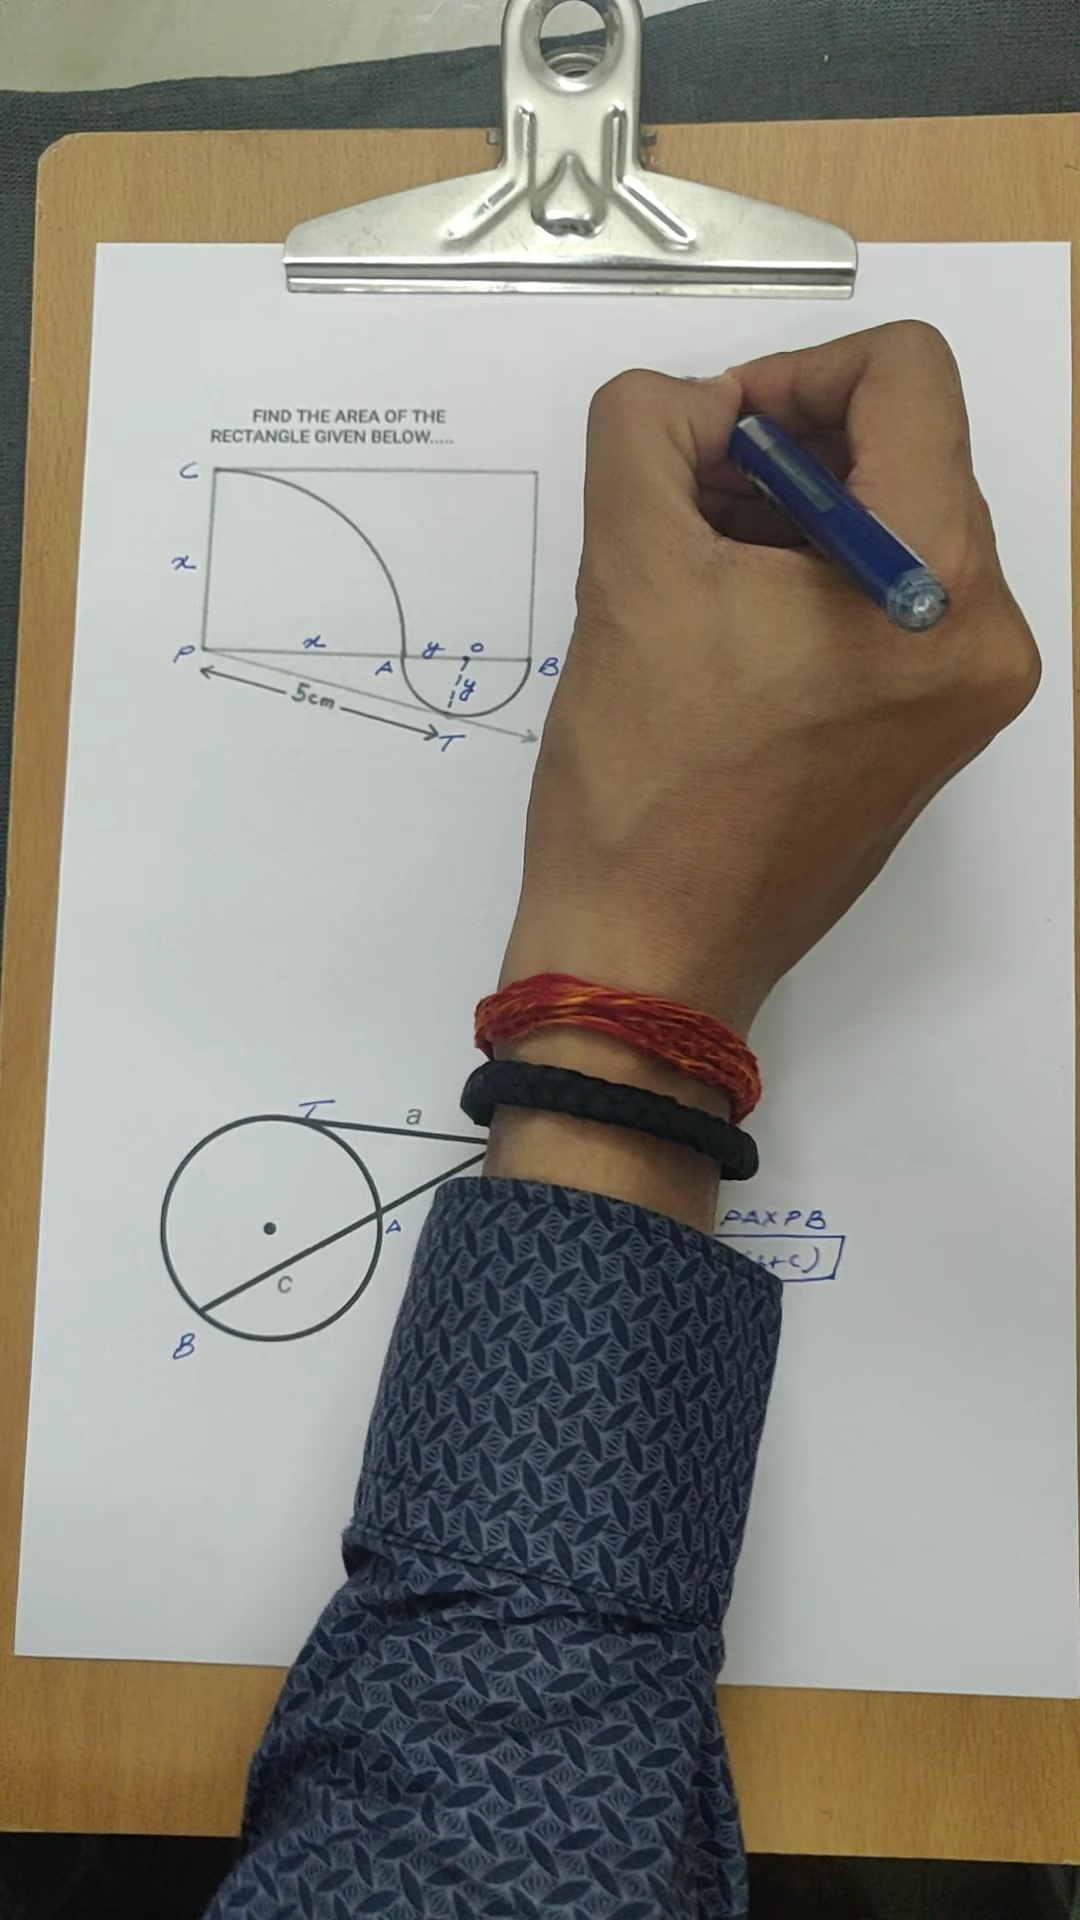 FIND THE AREA OF THE
RECTANGLE GIVEN BELOW.....
C
x
P
x
A
y
O
B
y
5cm
T
T
a
A
C
B
PAXPB
+c)